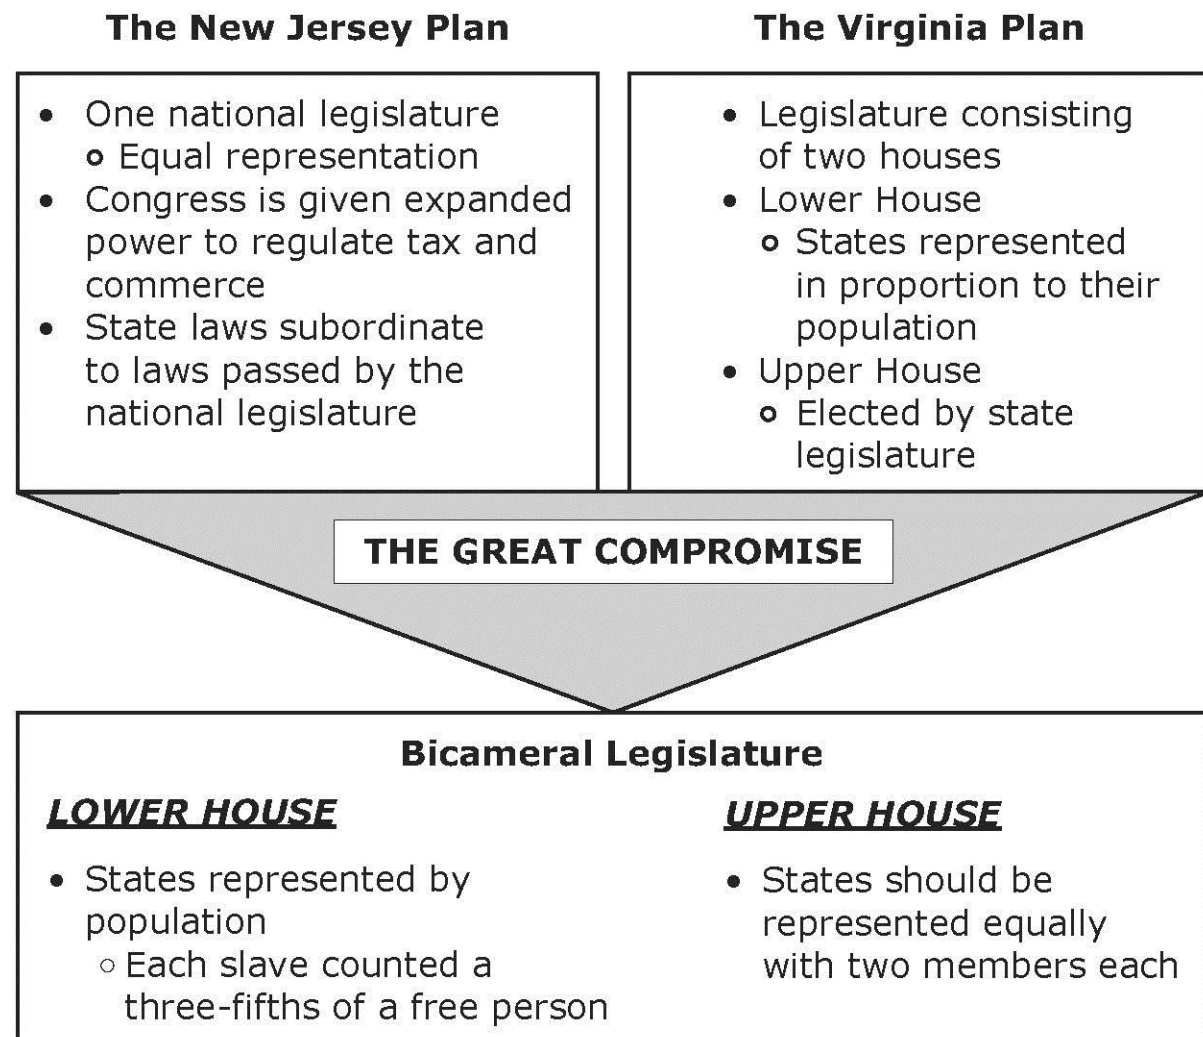 The New Jersey Plan
• One national legislature
o Equal representation
• Congress is given expanded
power to regulate tax and
commerce
• State laws subordinate
to laws passed by the
national legislature
The Virginia Plan
• Legislature consisting
of two houses
• Lower House
o States represented
in proportion to their
population
• Upper House
o Elected by state
legislature
THE GREAT COMPROMISE
Bicameral Legislature
LOWER HOUSE
• States represented by
population
o Each slave counted a
three-fifths of a free person
UPPER HOUSE
• States should be
represented equally
with two members each